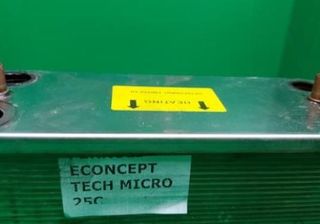 HEATING
ECONCEPT
TECH MICRO
25C